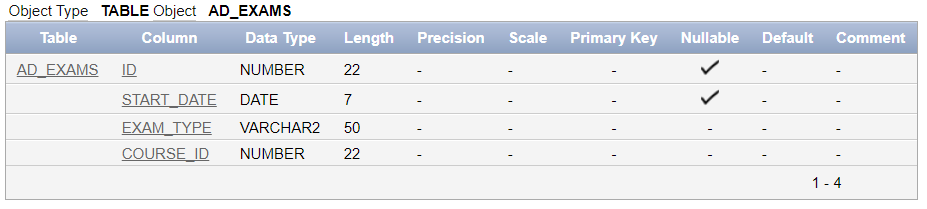 Object Type TABLE Object AD_EXAMS
Table Column Data Type Length Precision Scale Primary Key Nullable Default Comment
AD_EXAMS ID NUMBER 22 - - - ✓ - -
START_DATE DATE 7 - - - ✓ - -
EXAM_TYPE VARCHAR2 50 - - - - - -
COURSE_ID NUMBER 22 - - - - - -
1 - 4